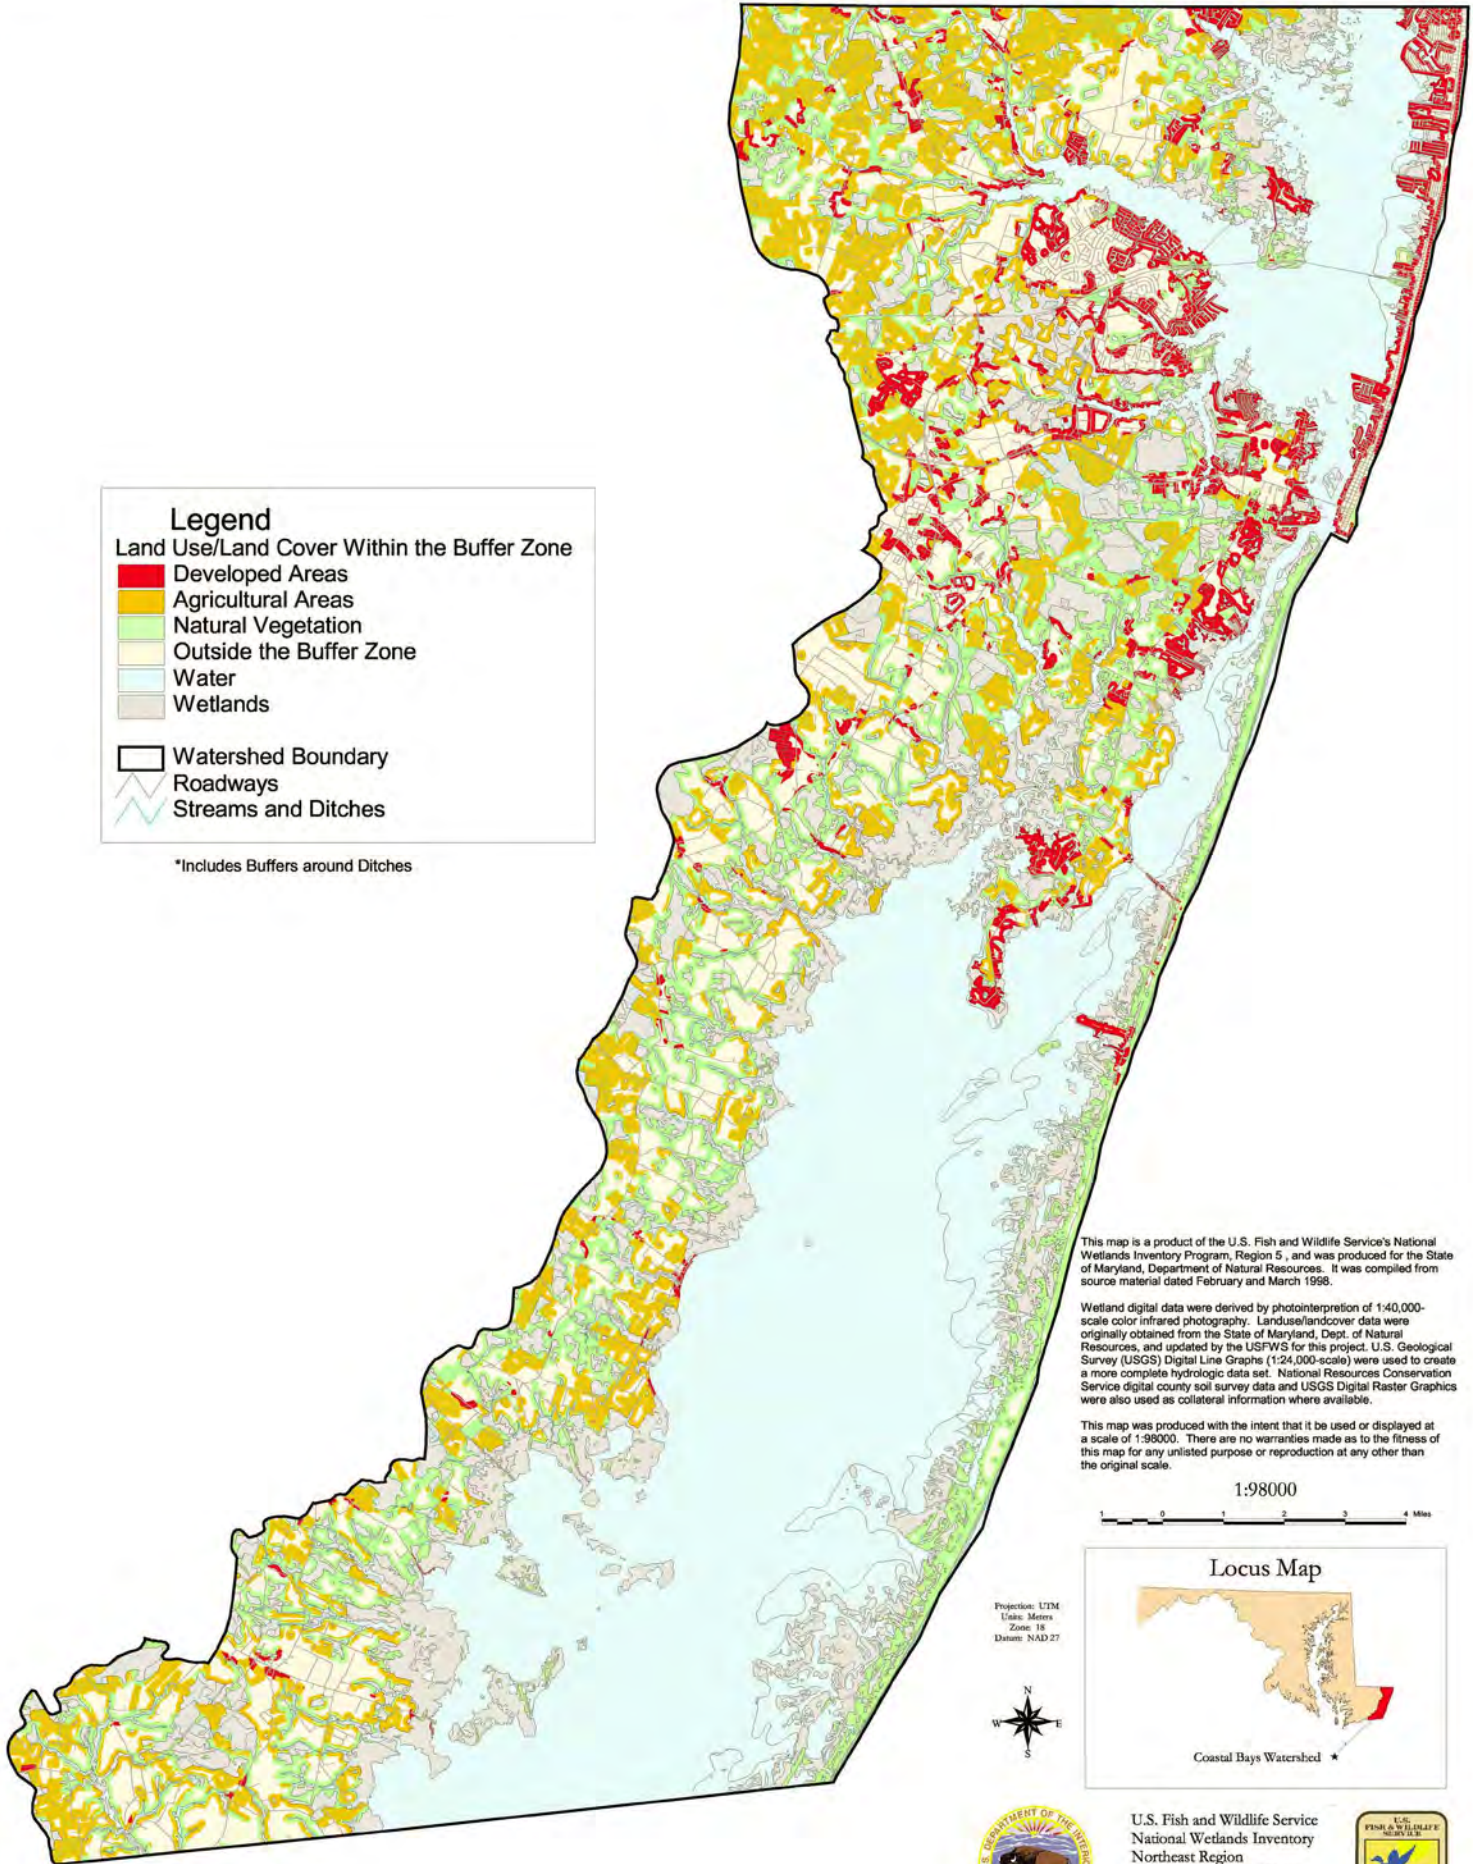 Legend
Land Use/Land Cover Within the Buffer Zone
Developed Areas
Agricultural Areas
Natural Vegetation
Outside the Buffer Zone
Water
Wetlands
Watershed Boundary
Roadways
Streams and Ditches
*Includes Buffers around Ditches
This map is a product of the U.S. Fish and Wildlife Service's National
Wetlands Inventory Program, Region 5 , and was produced for the State
of Maryland, Department of Natural Resources. It was compiled from
source material dated February and March 1998.
Wetland digital data were derived by photointerpretion of 1:40,000-
scale color infrared photography. Landuse/landcover data were
originally obtained from the State of Maryland, Dept. of Natural
Resources, and updated by the USFWS for this project. U.S. Geological
Survey (USGS) Digital Line Graphs (1:24,000-scale) were used to create
a more complete hydrologic data set. National Resources Conservation
Service digital county soil survey data and USGS Digital Raster Graphics
were also used as collateral information where available.
This map was produced with the intent that it be used or displayed at
a scale of 1:98000. There are no warranties made as to the fitness of
this map for any unlisted purpose or reproduction at any other than
the original scale.
1:98000
1 0 1 2 3 4 Miles
Locus Map
Coastal Bays Watershed
Projection: UTM
Units: Meters
Zone: 18
Datum: NAD 27
N
W E
S
DEPARTMENT OF THE INTERIOR
U.S. Fish and Wildlife Service
National Wetlands Inventory
Northeast Region
U.S.
FISH & WILDLIFE
SERVICE